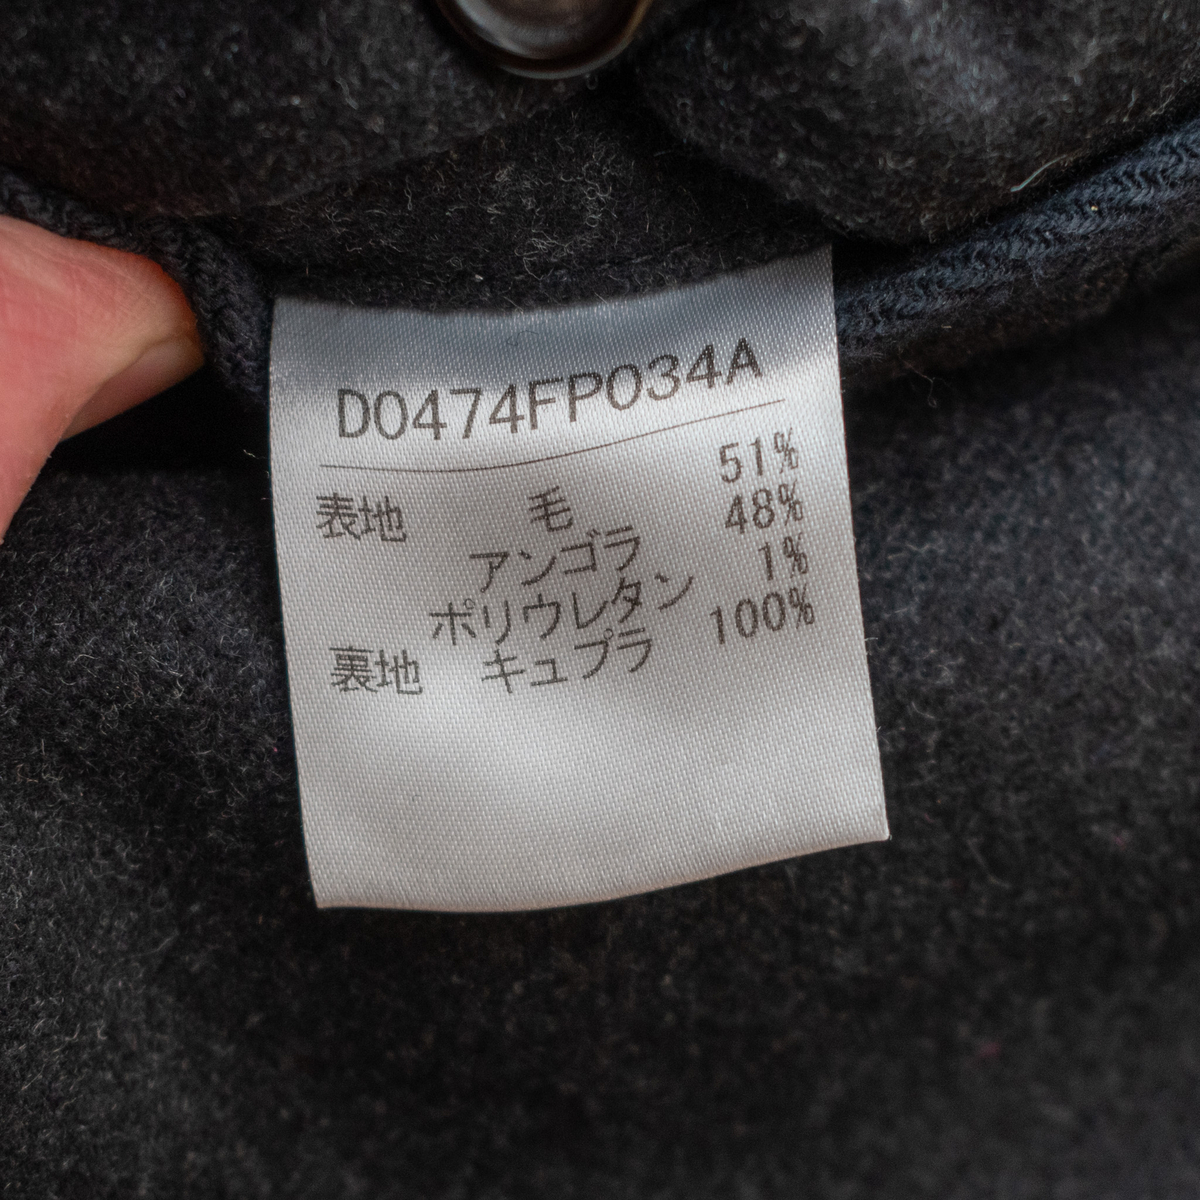 D0474FP034A
表地 毛 51%
アンゴラ 48%
ポリウレタン 1%
裏地 キュプラ 100%